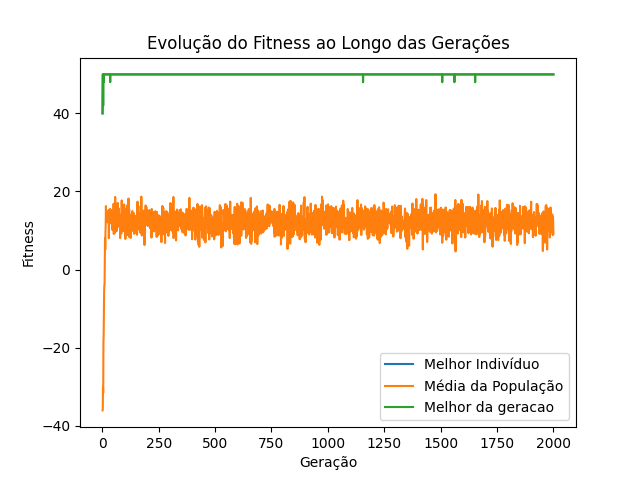 Evolução do Fitness ao Longo das Gerações
40
20
0
−20
−40
Fitness
0 250 500 750 1000 1250 1500 1750 2000
Geração
Melhor Indivíduo
Média da População
Melhor da geracao